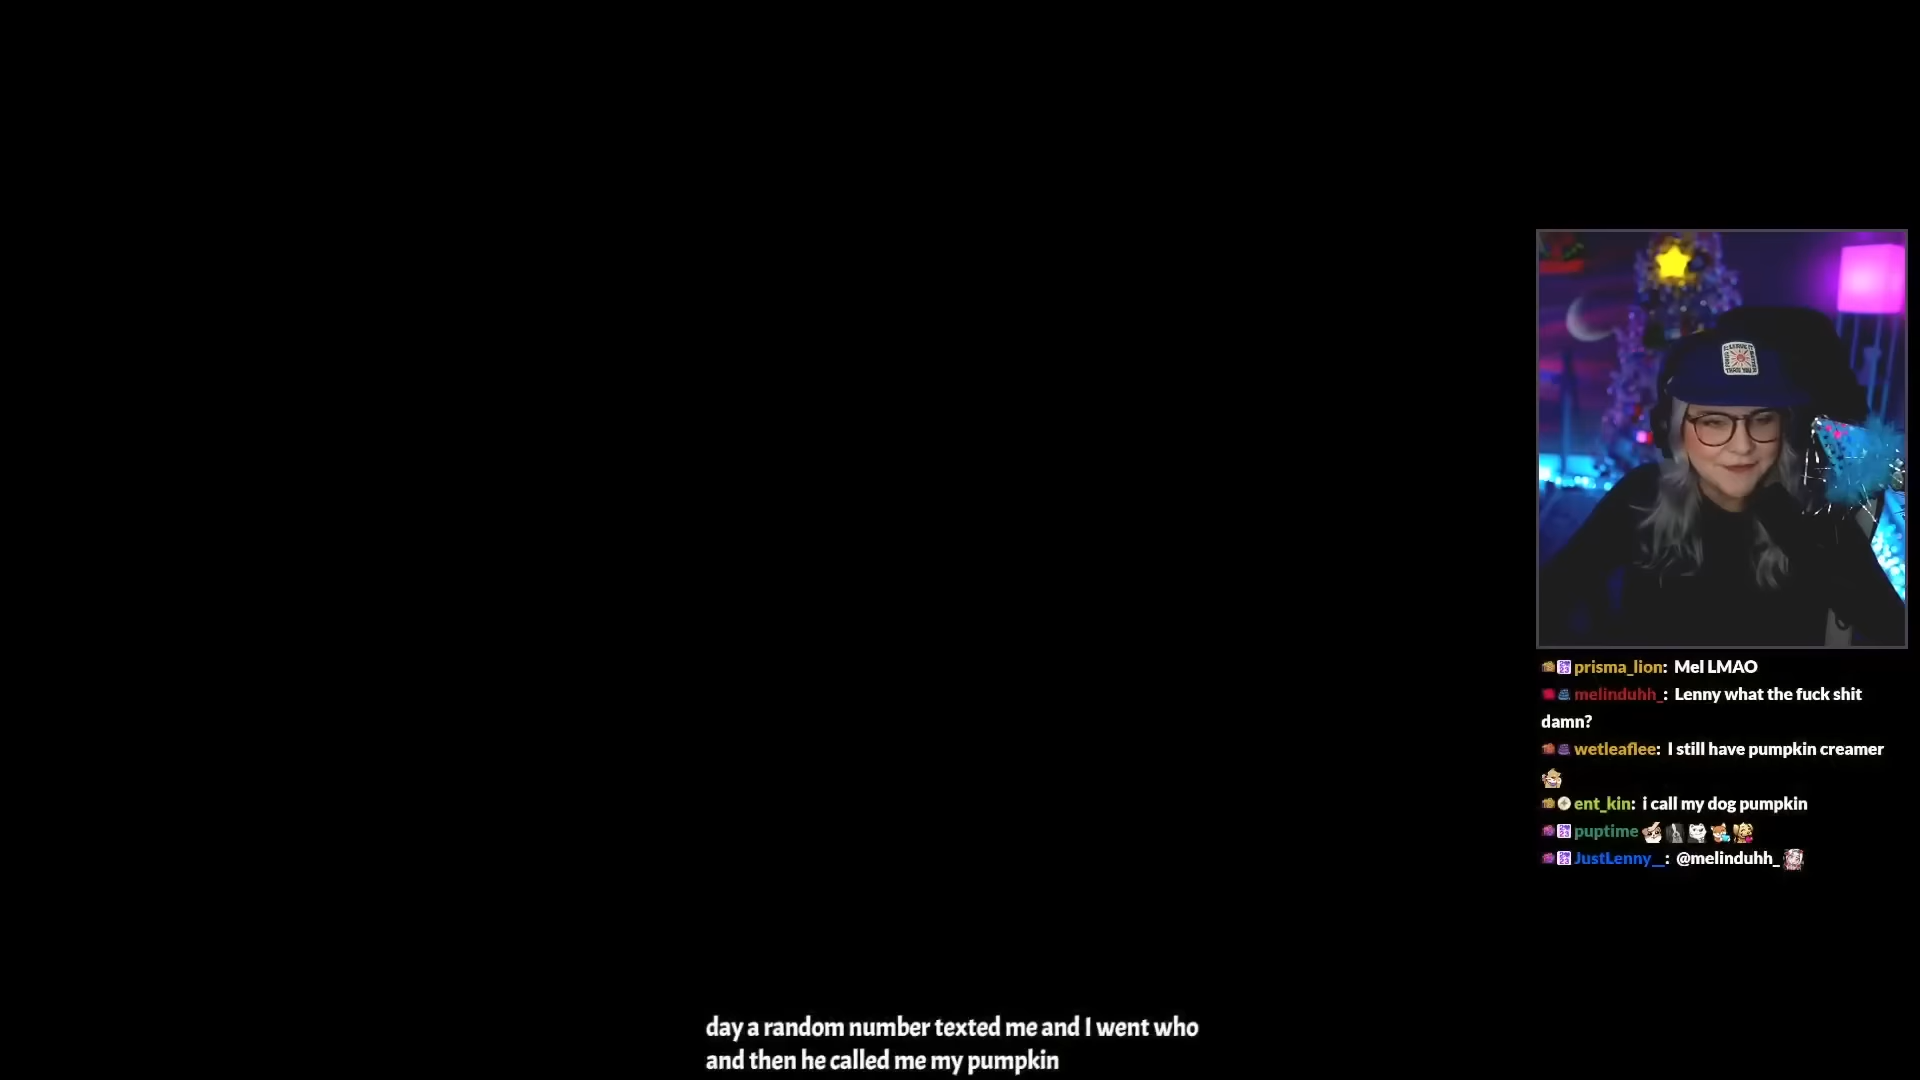 prisma_lion: Mel LMAO
melinduhh_: Lenny what the fuck shit
damn?
wetleaflee: I still have pumpkin creamer
ent_kin: i call my dog pumpkin
puptime
JustLenny__: @melinduhh_
day a random number texted me and I went who
and then he called me my pumpkin